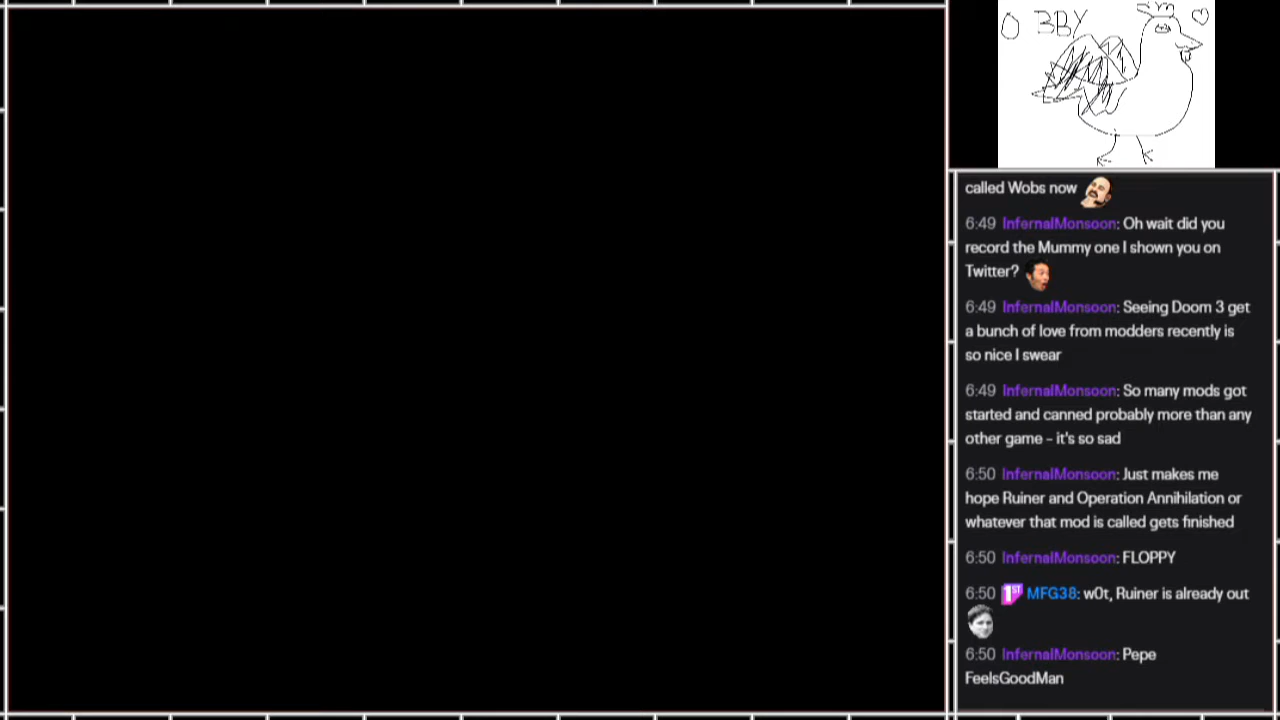 O BBY
called Wobs now
6:49 InfernalMonsoon: Oh wait did you
record the Mummy one I shown you on
Twitter?
6:49 InfernalMonsoon: Seeing Doom 3 get
a bunch of love from modders recently is
so nice I swear
6:49 InfernalMonsoon: So many mods got
started and canned probably more than any
other game - it's so sad
6:50 InfernalMonsoon: Just makes me
hope Ruiner and Operation Annihilation or
whatever that mod is called gets finished
6:50 InfernalMonsoon: FLOPPY
6:50 1ST MFG38: w0t, Ruiner is already out
6:50 InfernalMonsoon: Pepe
FeelsGoodMan